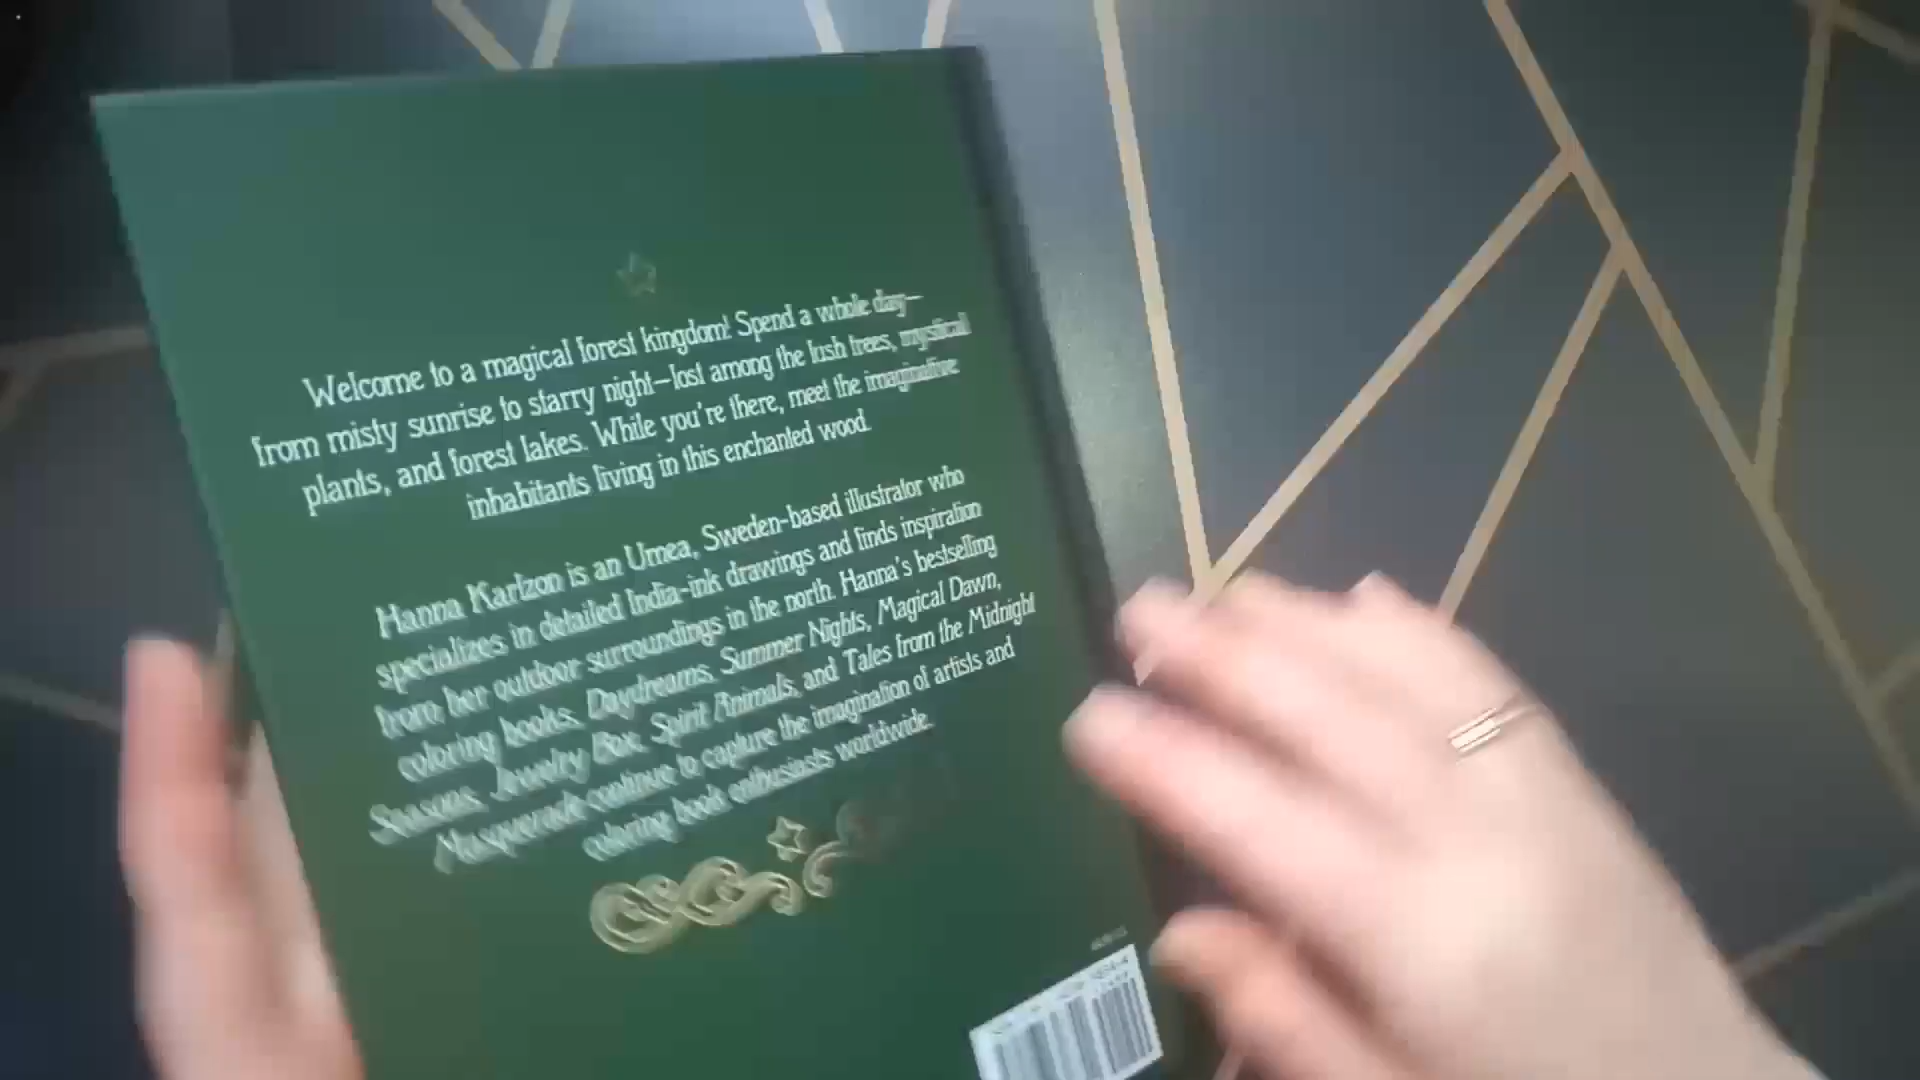 Welcome to a magical forest kingdom! Spend a whole day—
from misty sunrise to starry night—lost among the lush trees, mystical
plants, and forest lakes. While you're there, meet the imaginative
inhabitants living in this enchanted wood.
Hanna Karlzon is an Umea, Sweden-based illustrator who
specializes in detailed India-ink drawings and finds inspiration
from her outdoor surroundings in the north. Hanna's bestselling
coloring books, Daydreams, Summer Nights, Magical Dawn,
Seasons, Jewelry Box, Spirit Animals, and Tales from the Midnight
Masquerade continue to capture the imagination of artists and
coloring book enthusiasts worldwide.